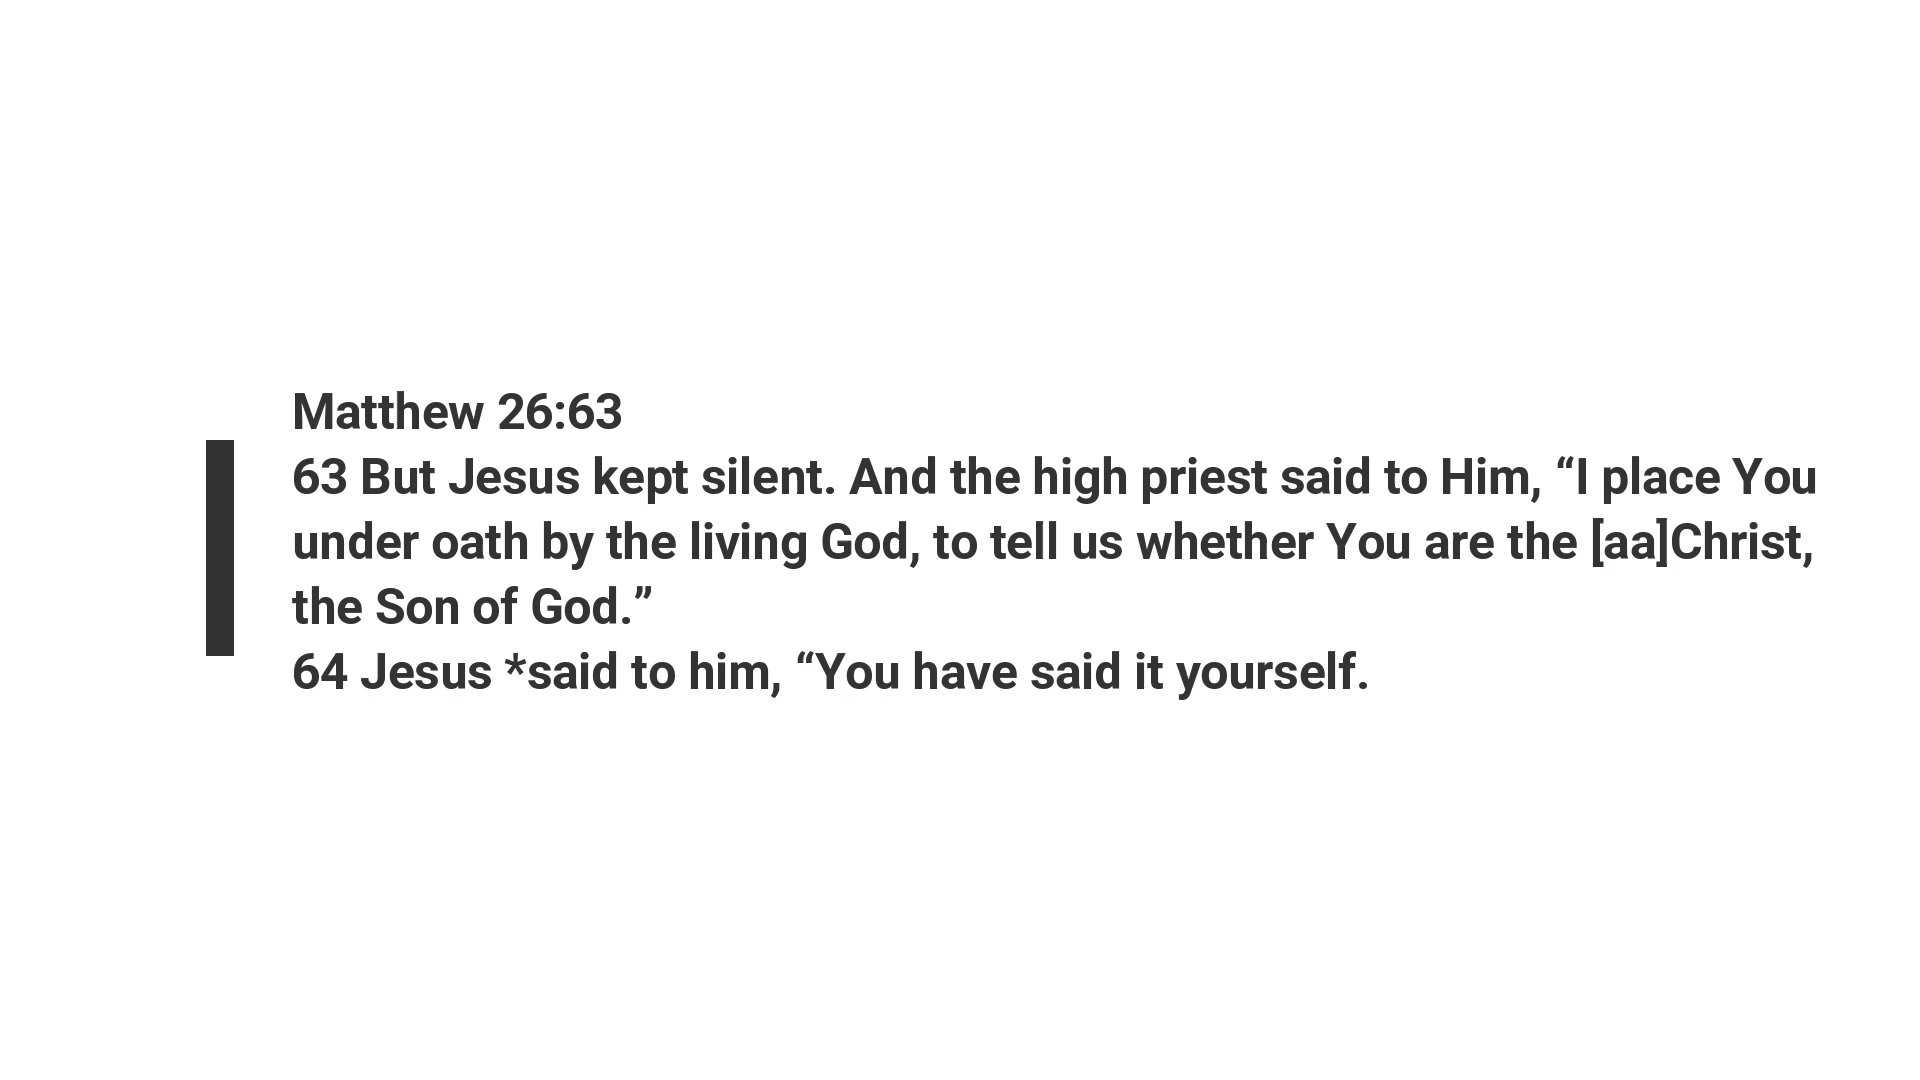 Matthew 26:63
63 But Jesus kept silent. And the high priest said to Him, “I place You
under oath by the living God, to tell us whether You are the [aa]Christ,
the Son of God.”
64 Jesus *said to him, “You have said it yourself.